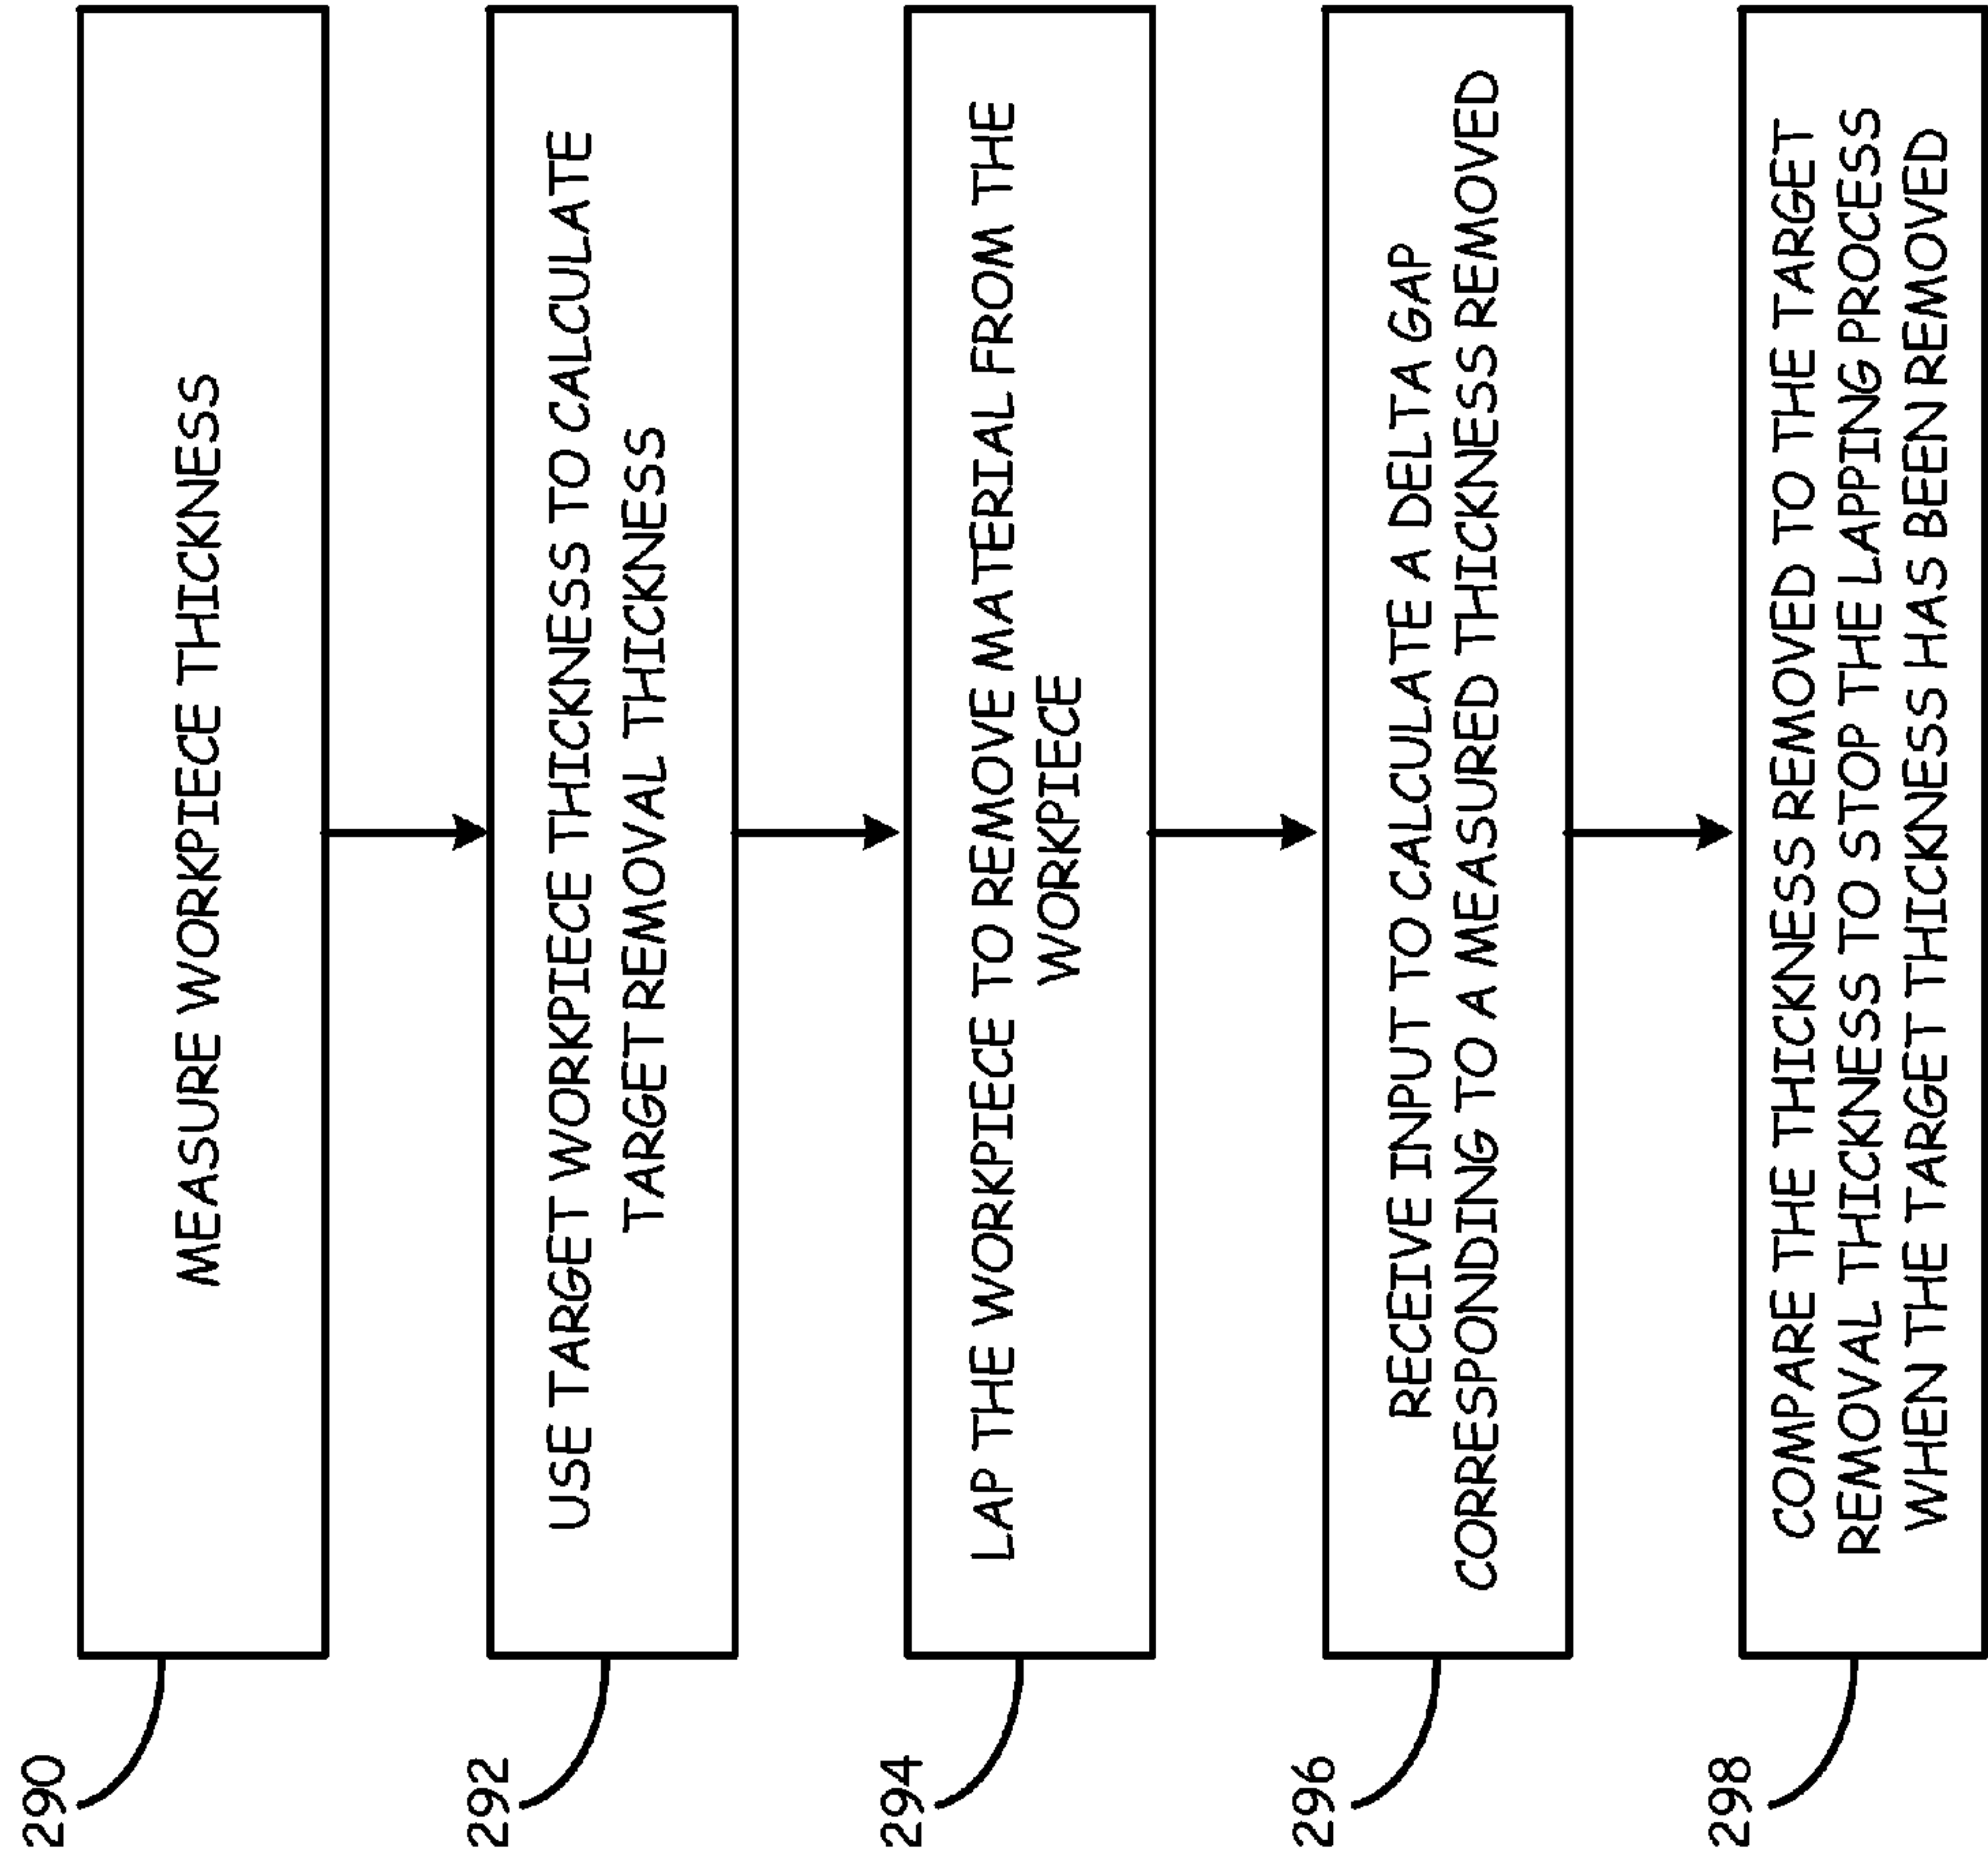 290
MEASURE WORKPIECE THICKNESS
292
USE TARGET WORKPIECE THICKNESS TO CALCULATE
TARGET REMOVAL THICKNESS
294
LAP THE WORKPIECE TO REMOVE MATERIAL FROM THE
WORKPIECE
296
RECEIVE INPUT TO CALCULATE A DELTA GAP
CORRESPONDING TO A MEASURED THICKNESS REMOVED
298
COMPARE THE THICKNESS REMOVED TO THE TARGET
REMOVAL THICKNESS TO STOP THE LAPPING PROCESS
WHEN THE TARGET THICKNESS HAS BEEN REMOVED